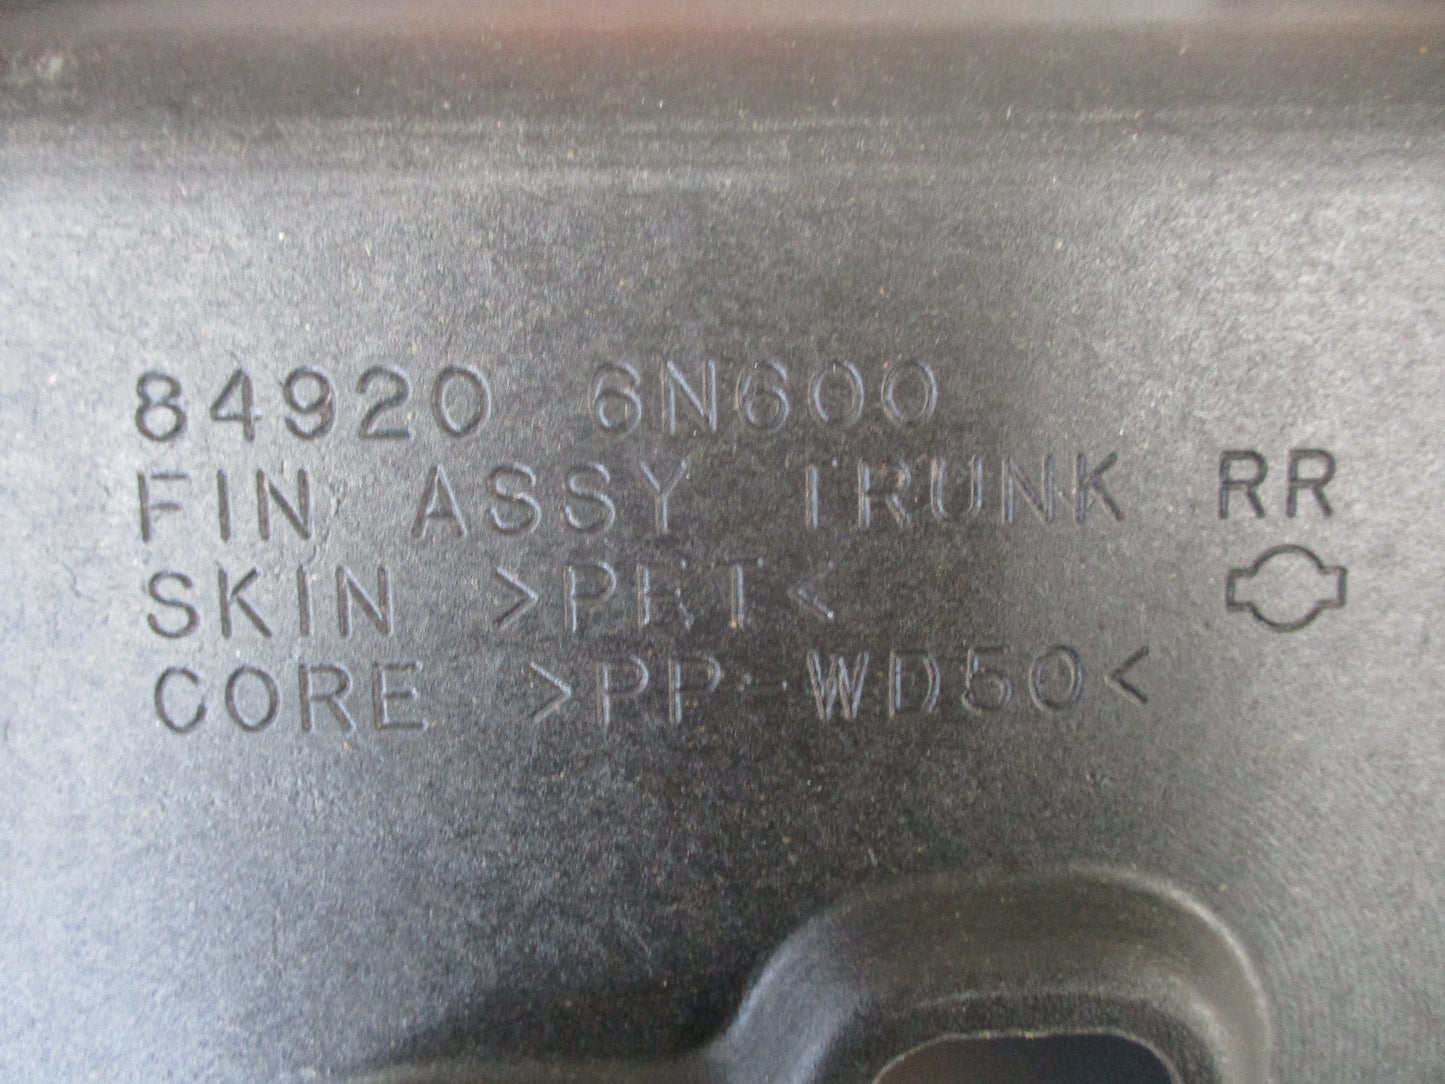 84920 6N600
FIN ASSY TRUNK RR
SKIN >PET<
CORE >PP-WD50<